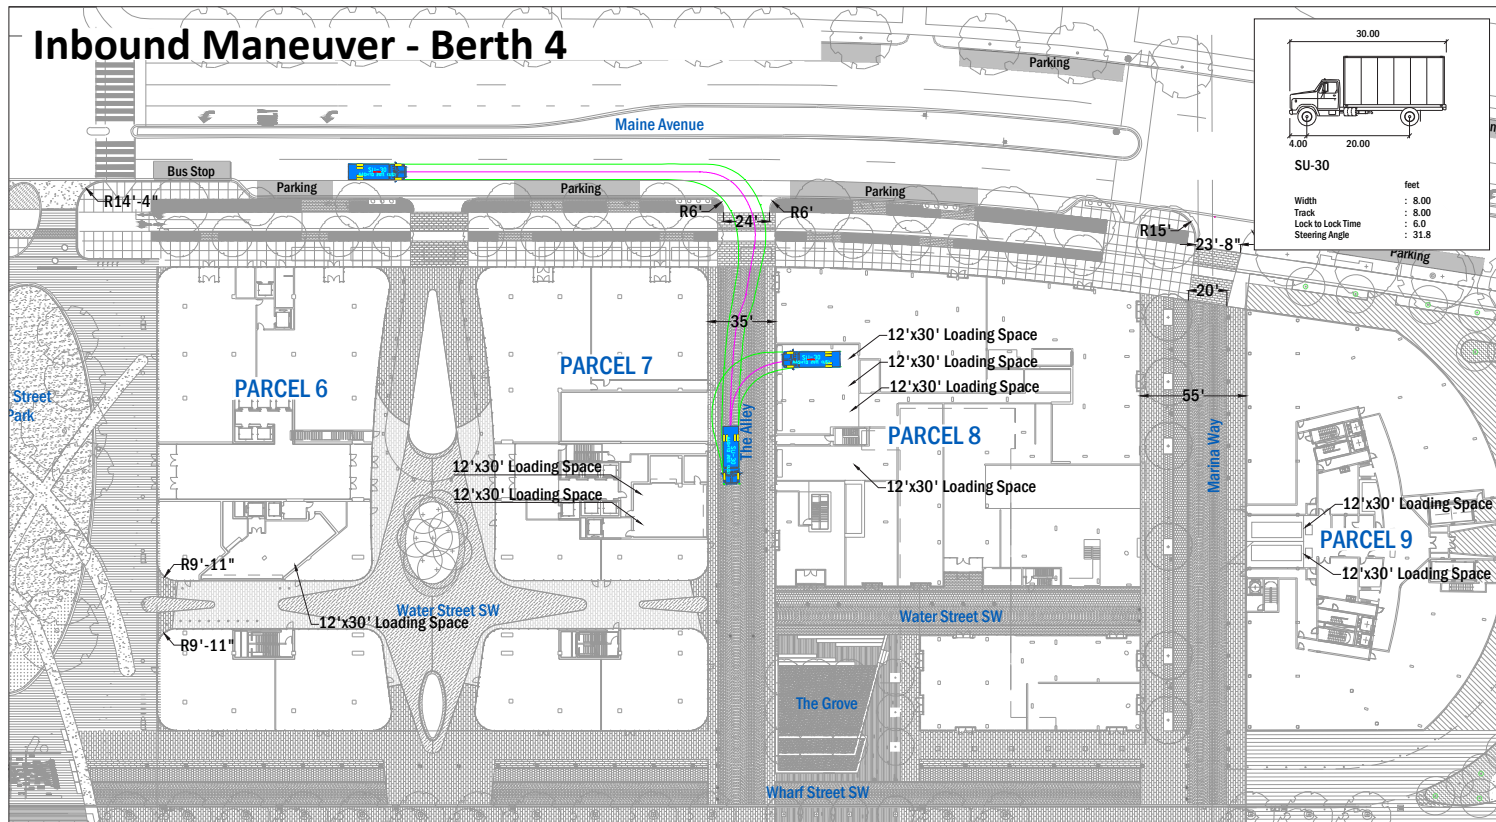 Inbound Maneuver - Berth 4
Parking
30.00
4.00
20.00
SU-30
feet
Width : 8.00
Track : 8.00
Lock to Lock Time : 6.0
Steering Angle : 31.8
Maine Avenue
Bus Stop
SU-30
Parking
Parking
Parking
R14'-4"
R6'
24'
R6'
R15'
23'-8"
Parking
20'
35'
12'x30' Loading Space
SU-30
12'x30' Loading Space
12'x30' Loading Space
PARCEL 6
PARCEL 7
PARCEL 8
55'
Street
Park
The Alley
Marina Way
12'x30' Loading Space
12'x30' Loading Space
12'x30' Loading Space
12'x30' Loading Space
PARCEL 9
12'x30' Loading Space
R9'-11"
Water Street SW
12'x30' Loading Space
R9'-11"
Water Street SW
The Grove
Wharf Street SW